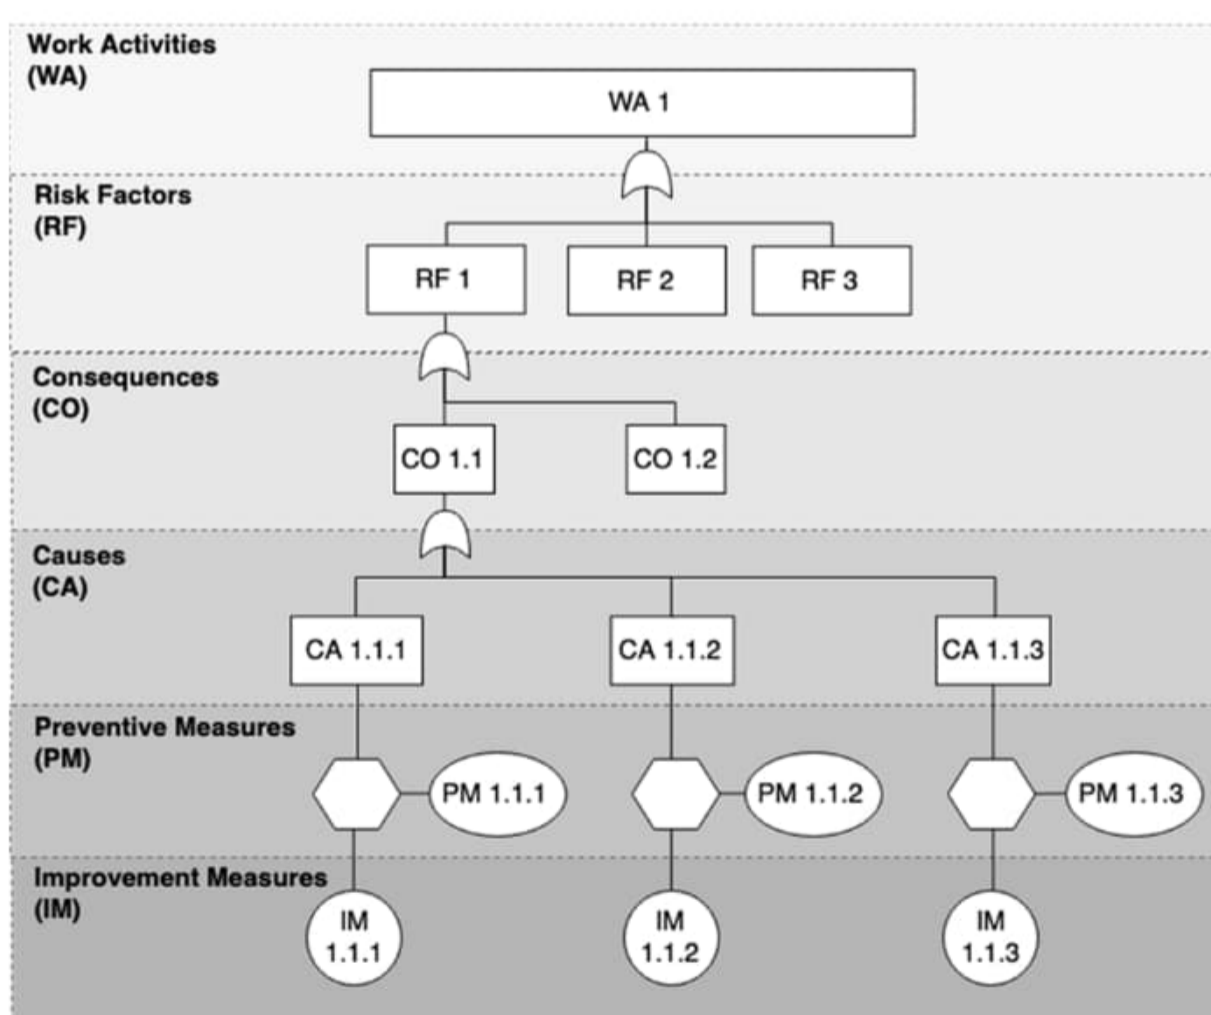 Work Activities
(WA)
WA 1
Risk Factors
(RF)
RF 1
RF 2
RF 3
Consequences
(CO)
CO 1.1
CO 1.2
Causes
(CA)
CA 1.1.1
CA 1.1.2
CA 1.1.3
Preventive Measures
(PM)
PM 1.1.1
PM 1.1.2
PM 1.1.3
Improvement Measures
(IM)
IM
1.1.1
IM
1.1.2
IM
1.1.3